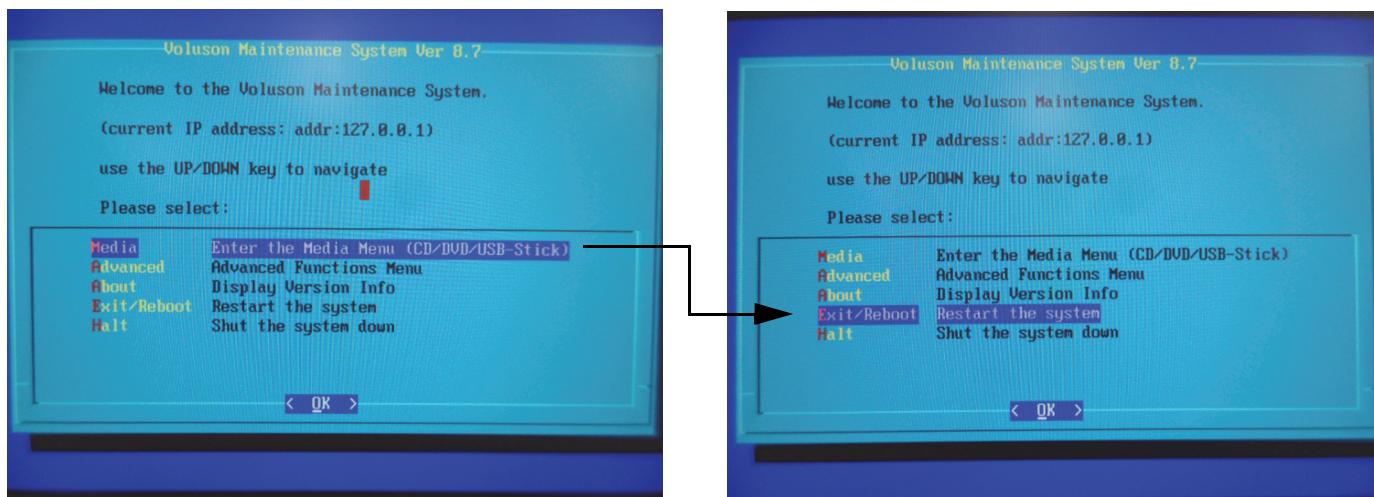 Voluson Maintenance System Ver 8.7
Welcome to the Voluson Maintenance System.
(current IP address: addr:127.0.0.1)
use the UP/DOWN key to navigate
Please select:
Media Enter the Media Menu (CD/DVD/USB-Stick)
Advanced Advanced Functions Menu
About Display Version Info
Exit/Reboot Restart the system
Halt Shut the system down
< OK >
Voluson Maintenance System Ver 8.7
Welcome to the Voluson Maintenance System.
(current IP address: addr:127.0.0.1)
use the UP/DOWN key to navigate
Please select:
Media Enter the Media Menu (CD/DVD/USB-Stick)
Advanced Advanced Functions Menu
About Display Version Info
Exit/Reboot Restart the system
Halt Shut the system down
< OK >